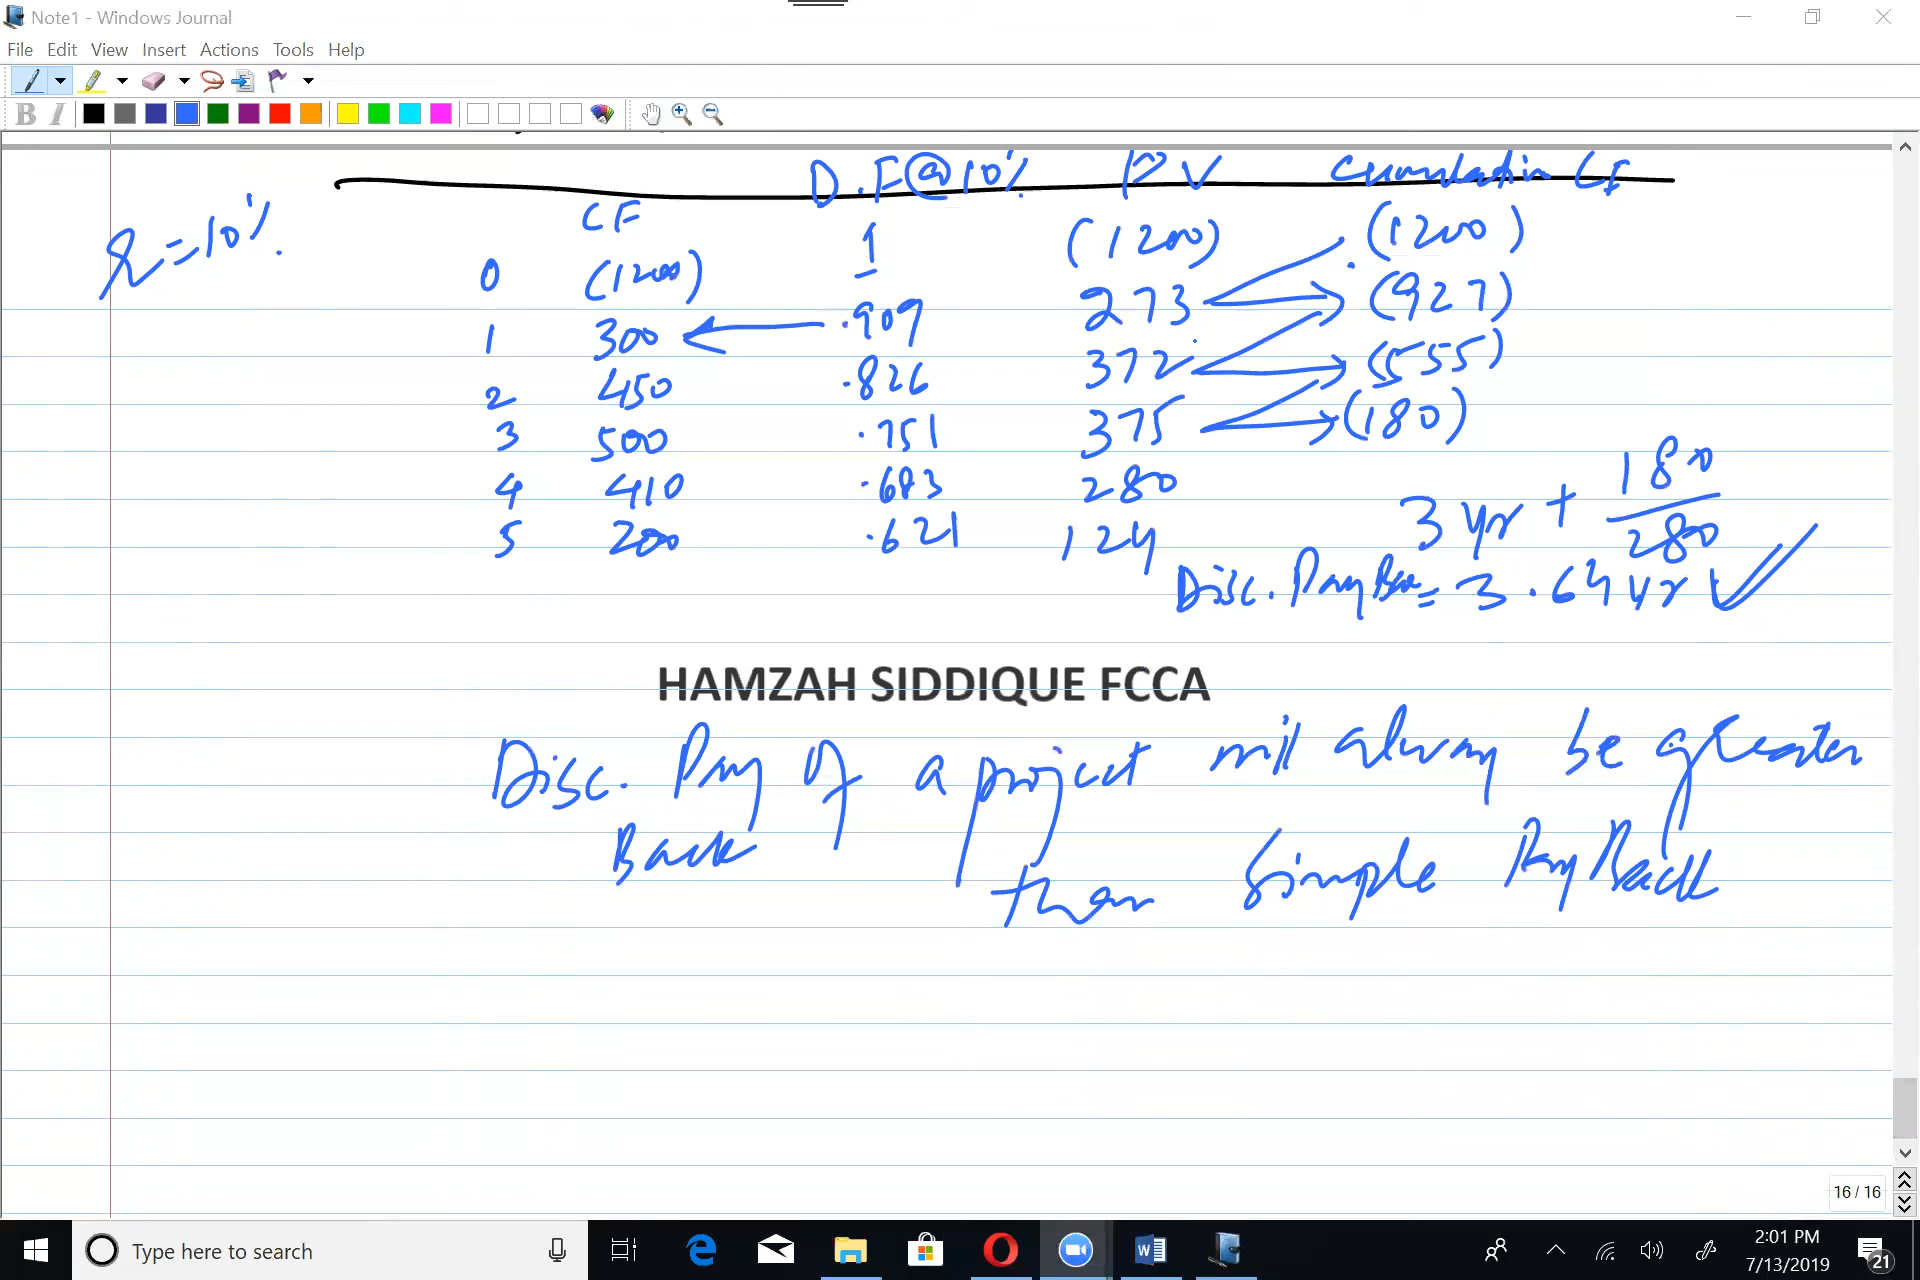 Note1 - Windows Journal
File Edit View Insert Actions Tools Help
B I
D.F@10% PV Cumulative CF
r=10%
CF
0 (1200) 1 (1200) (1200)
1 300 .909 273 (927)
2 450 .826 372 (555)
3 500 .751 375 (180)
4 410 .683 280
5 200 .621 124
3 yr + 180
280
Disc. Pay = 3.64 yr
HAMZAH SIDDIQUE FCCA
Disc. Pay of a project will always be greater
Back than Simple PayBack
16 / 16
Type here to search
2:01 PM
7/13/2019
21